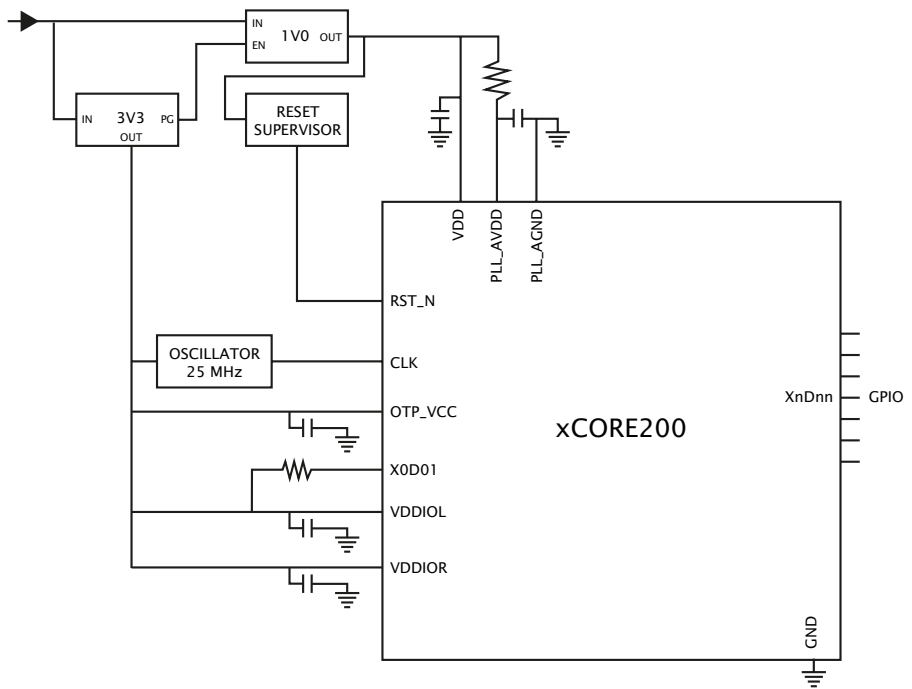 IN
1V0 OUT
EN
IN 3V3 PG
OUT
RESET
SUPERVISOR
VDD
PLL_AVDD
PLL_AGND
RST_N
OSCILLATOR
25 MHz
CLK
XnDnn GPIO
OTP_VCC
xCORE200
X0D01
VDDIOL
VDDIOR
GND